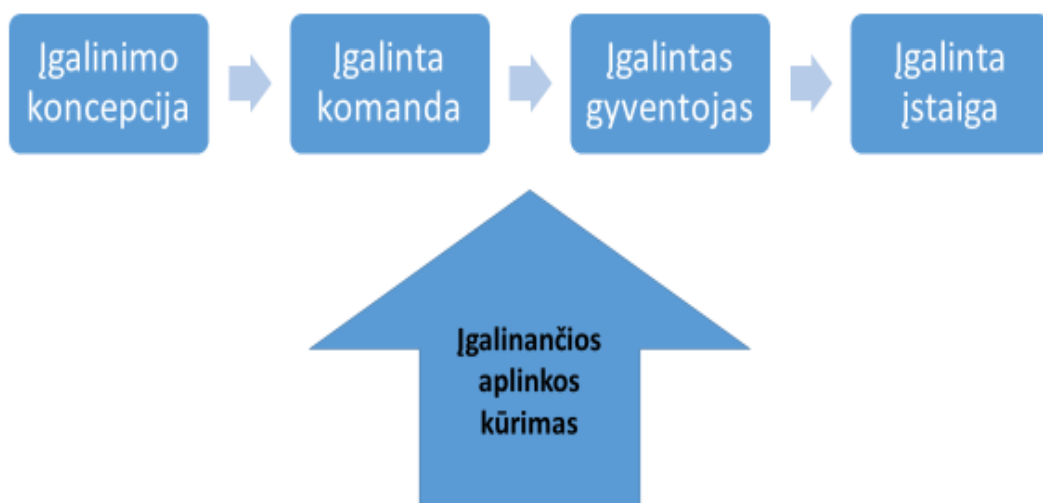 Įgalinimo
koncepcija
Įgalinta
komanda
Įgalintas
gyventojas
Įgalinta
įstaiga
Įgalinančios
aplinkos
kūrimas